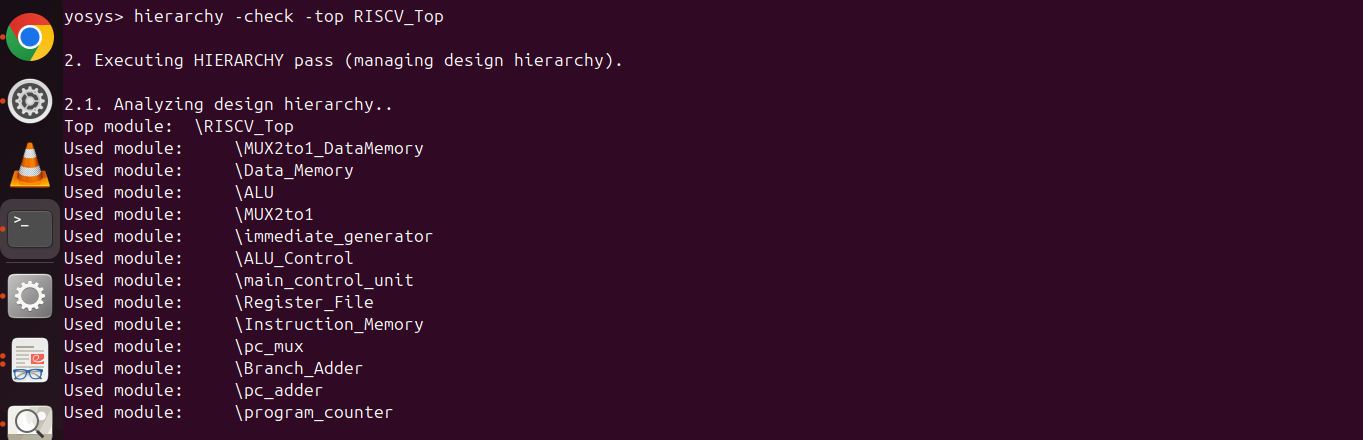 yosys> hierarchy -check -top RISCV_Top
2. Executing HIERARCHY pass (managing design hierarchy).
2.1. Analyzing design hierarchy..
Top module:  \RISCV_Top
Used module:     \MUX2to1_DataMemory
Used module:     \Data_Memory
Used module:     \ALU
Used module:     \MUX2to1
Used module:     \immediate_generator
Used module:     \ALU_Control
Used module:     \main_control_unit
Used module:     \Register_File
Used module:     \Instruction_Memory
Used module:     \pc_mux
Used module:     \Branch_Adder
Used module:     \pc_adder
Used module:     \program_counter
>_